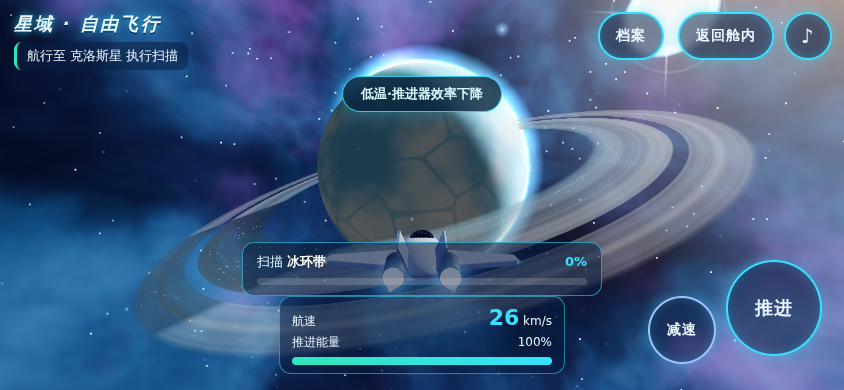 星域 · 自由飞行
航行至 克洛斯星 执行扫描
档案
返回舱内
♪
低温·推进器效率下降
扫描 冰环带 0%
航速 26 km/s
推进能量 100%
减速
推进